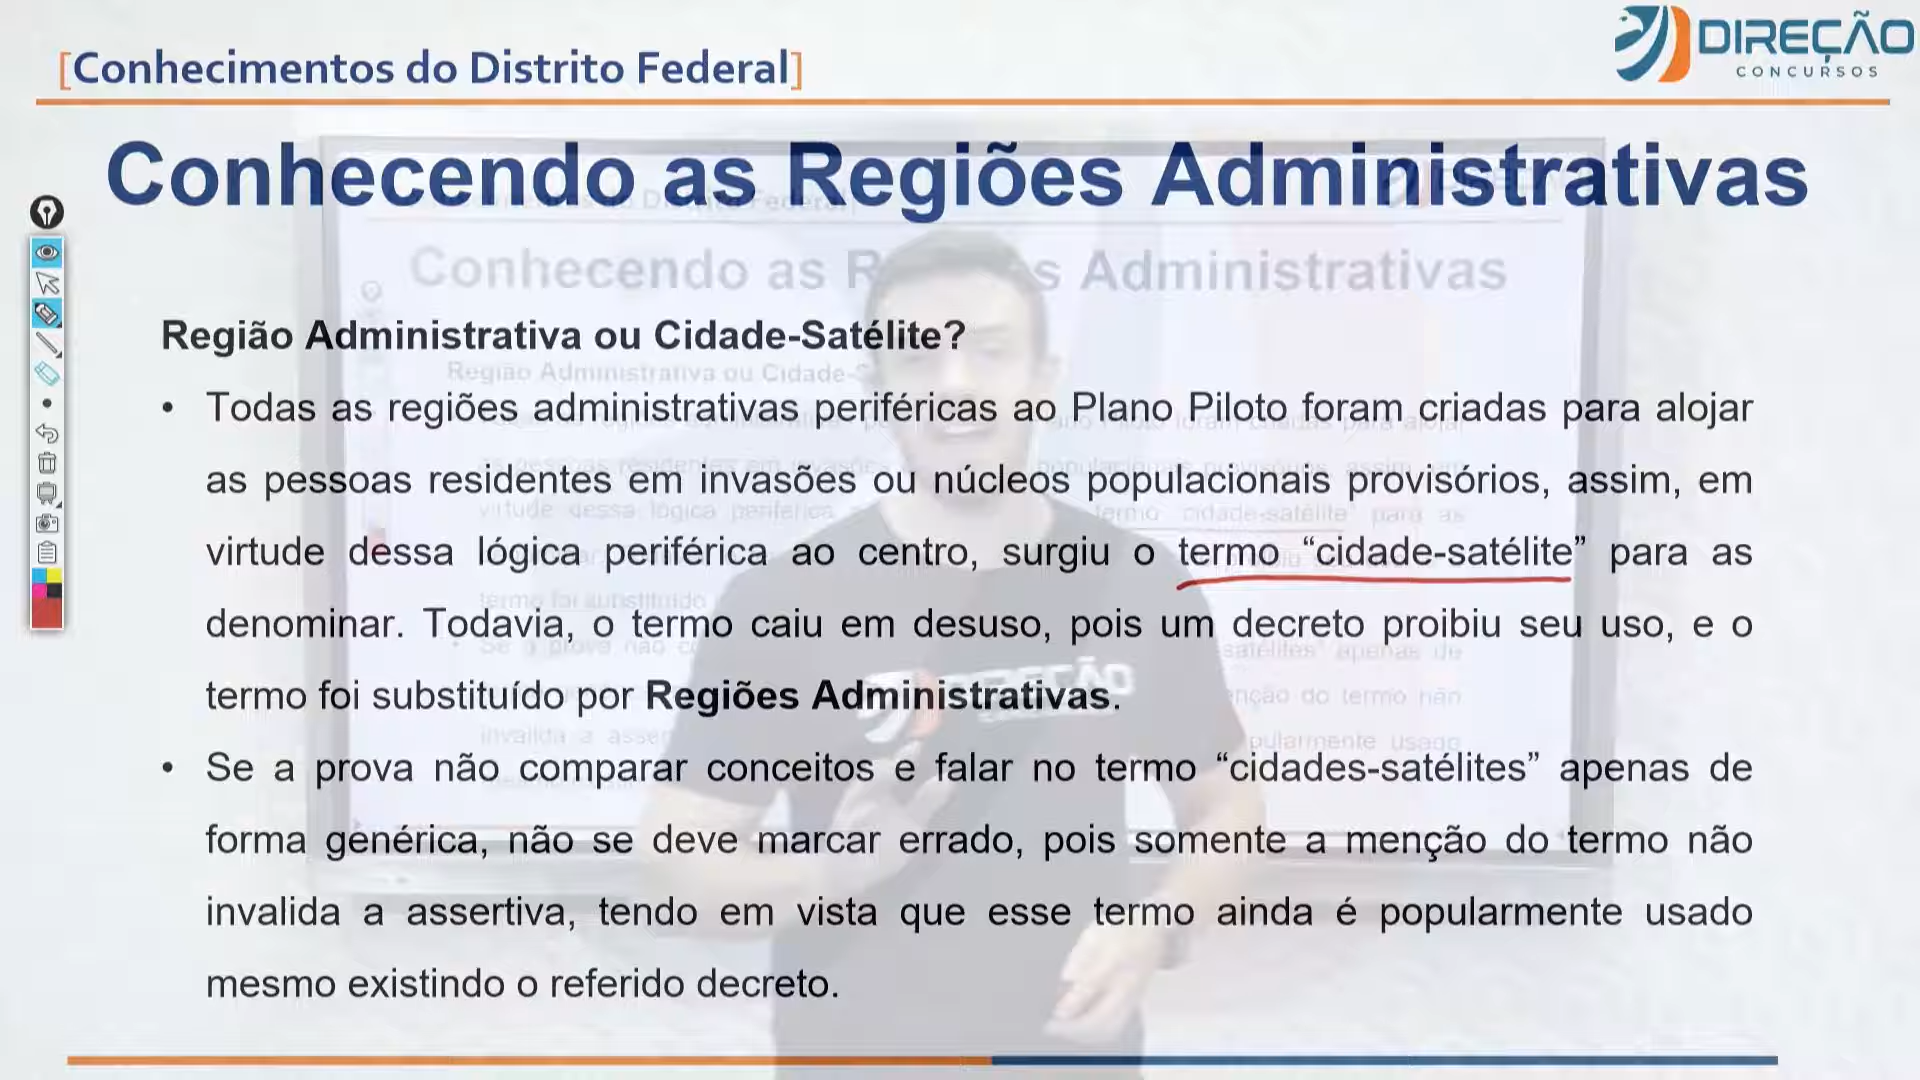 [Conhecimentos do Distrito Federal]
DIREÇÃO
CONCURSOS
Conhecendo as Regiões Administrativas
Região Administrativa ou Cidade-Satélite?
• Todas as regiões administrativas periféricas ao Plano Piloto foram criadas para alojar
as pessoas residentes em invasões ou núcleos populacionais provisórios, assim, em
virtude dessa lógica periférica ao centro, surgiu o termo “cidade-satélite” para as
denominar. Todavia, o termo caiu em desuso, pois um decreto proibiu seu uso, e o
termo foi substituído por Regiões Administrativas.
• Se a prova não comparar conceitos e falar no termo “cidades-satélites” apenas de
forma genérica, não se deve marcar errado, pois somente a menção do termo não
invalida a assertiva, tendo em vista que esse termo ainda é popularmente usado
mesmo existindo o referido decreto.